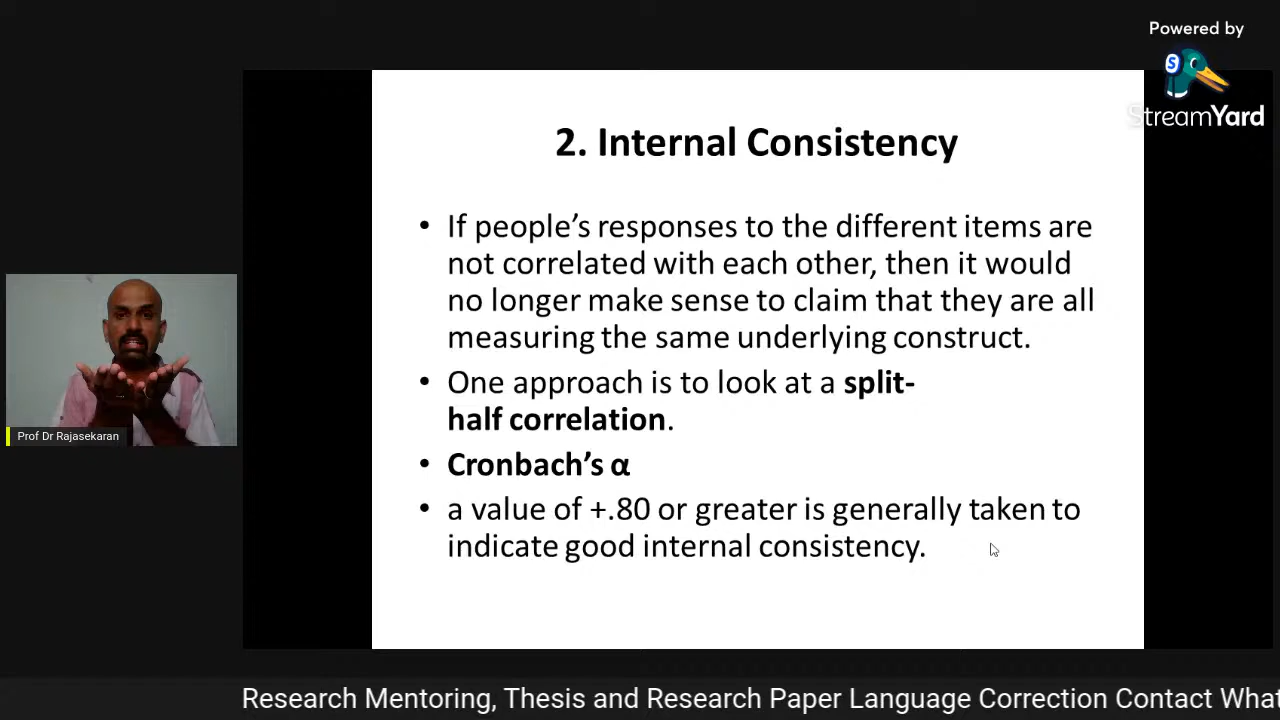 Powered by
StreamYard
2. Internal Consistency
• If people’s responses to the different items are
not correlated with each other, then it would
no longer make sense to claim that they are all
measuring the same underlying construct.
• One approach is to look at a split-
half correlation.
• Cronbach’s α
• a value of +.80 or greater is generally taken to
indicate good internal consistency.
Prof Dr Rajasekaran
Research Mentoring, Thesis and Research Paper Language Correction Contact What